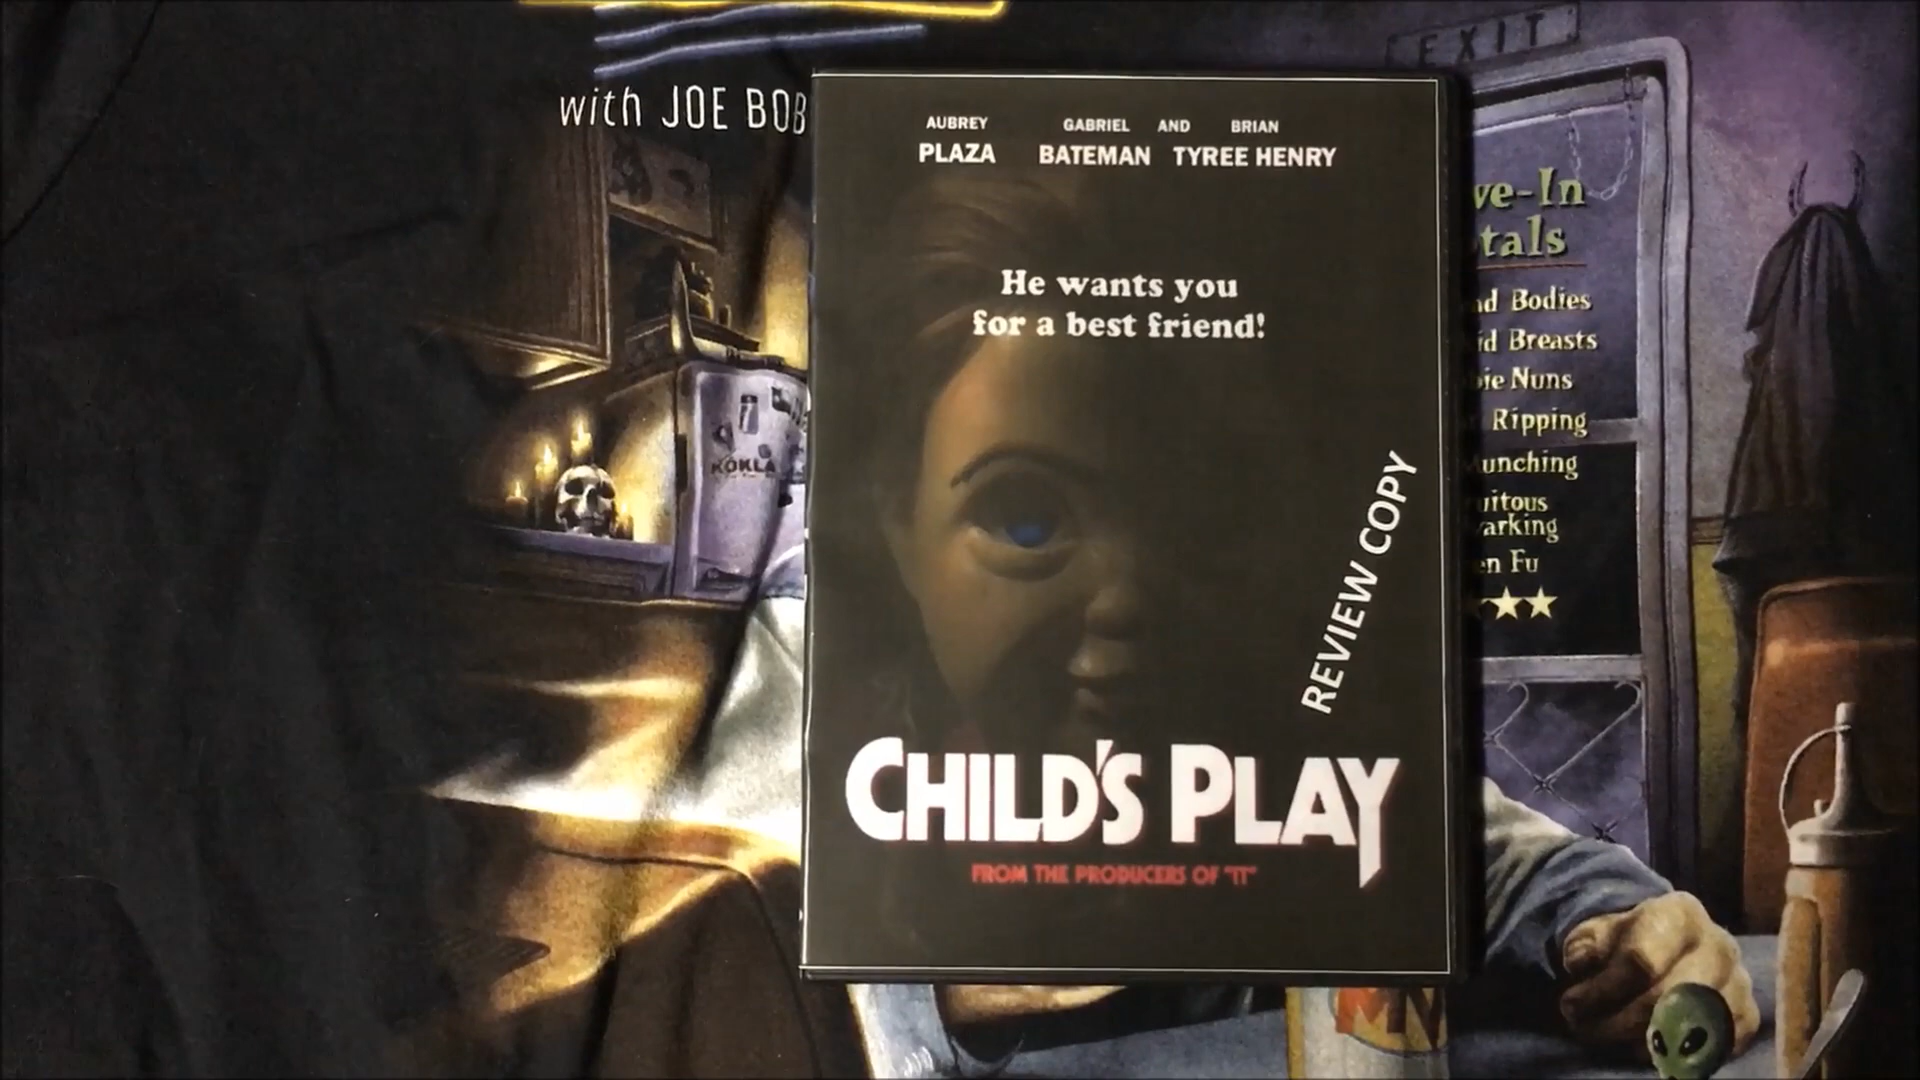 with JOE BOB
EXIT
AUBREY GABRIEL AND BRIAN
PLAZA BATEMAN TYREE HENRY
He wants you
for a best friend!
REVIEW COPY
CHILD'S PLAY
FROM THE PRODUCERS OF "IT"
KOKLA
ve-In
tals
Bodies
Breasts
Nuns
Ripping
unching
uitous
arking
en Fu